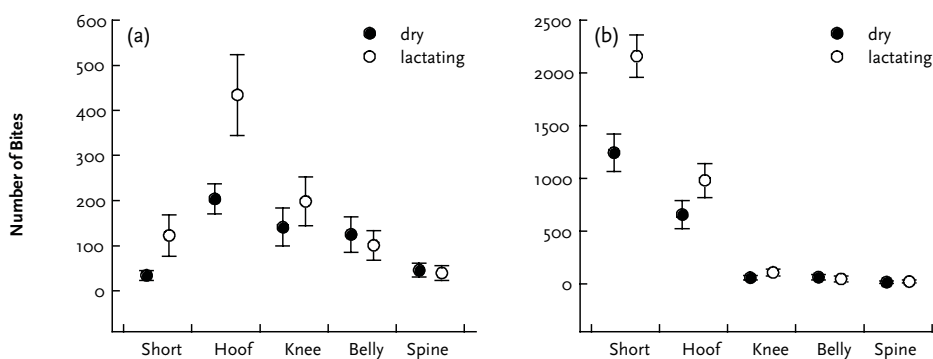 Number of Bites
(a)
dry
lactating
600
500
400
300
200
100
0
Short Hoof Knee Belly Spine
(b)
dry
lactating
2500
2000
1500
1000
500
0
Short Hoof Knee Belly Spine